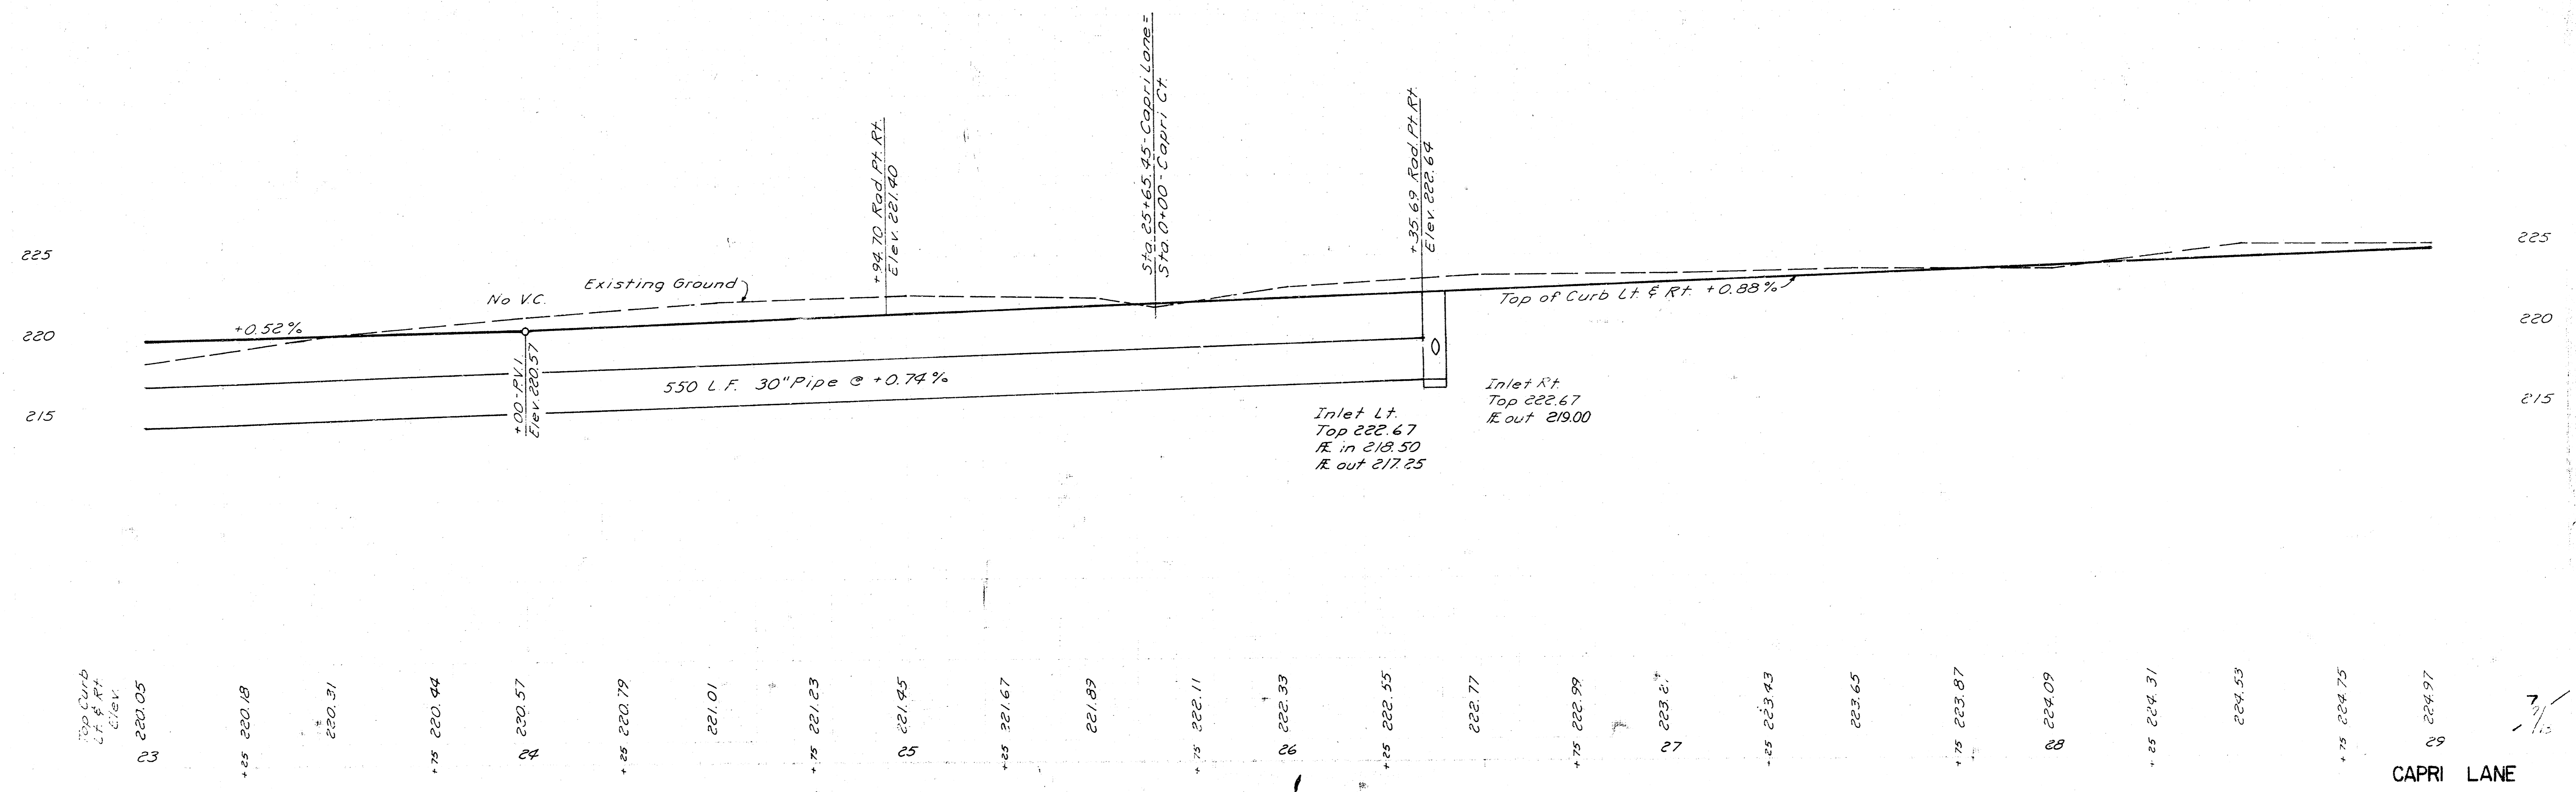 Sta. 25+65.45-Capri Lane=
Sta. 0+00-Capri Ct.
+94.70 Rad. Pt. Rt.
Elev. 221.40
+35.69 Rad. Pt. Rt.
Elev. 222.64
225
225
220
220
215
215
No V.C.
Existing Ground
+0.52%
+00-P.V.I.
Elev. 220.57
550 L.F. 30" Pipe @ +0.74%
Top of Curb Lt. & Rt. +0.88%
Inlet Lt.
Top 222.67
FL in 218.50
FL out 217.25
Inlet Rt.
Top 222.67
FL out 219.00
Top Curb
Lt. & Rt.
Elev.
220.05
220.18
220.31
220.44
230.57
220.79
221.01
221.23
221.45
321.67
221.89
222.11
222.33
222.55
222.77
222.99
223.43
223.65
223.87
224.09
224.31
224.53
224.75
224.97
23
+25
+75
24
+25
+75
25
+25
+75
26
+25
+75
27
+25
+75
28
+25
+75
29
7
CAPRI LANE